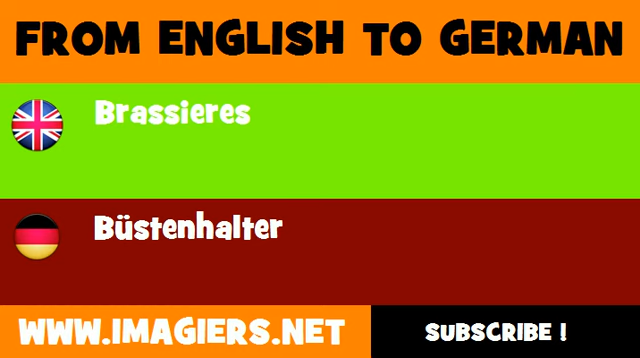 FROM ENGLISH TO GERMAN
Brassieres
Büstenhalter
WWW.IMAGIERS.NET
SUBSCRIBE !